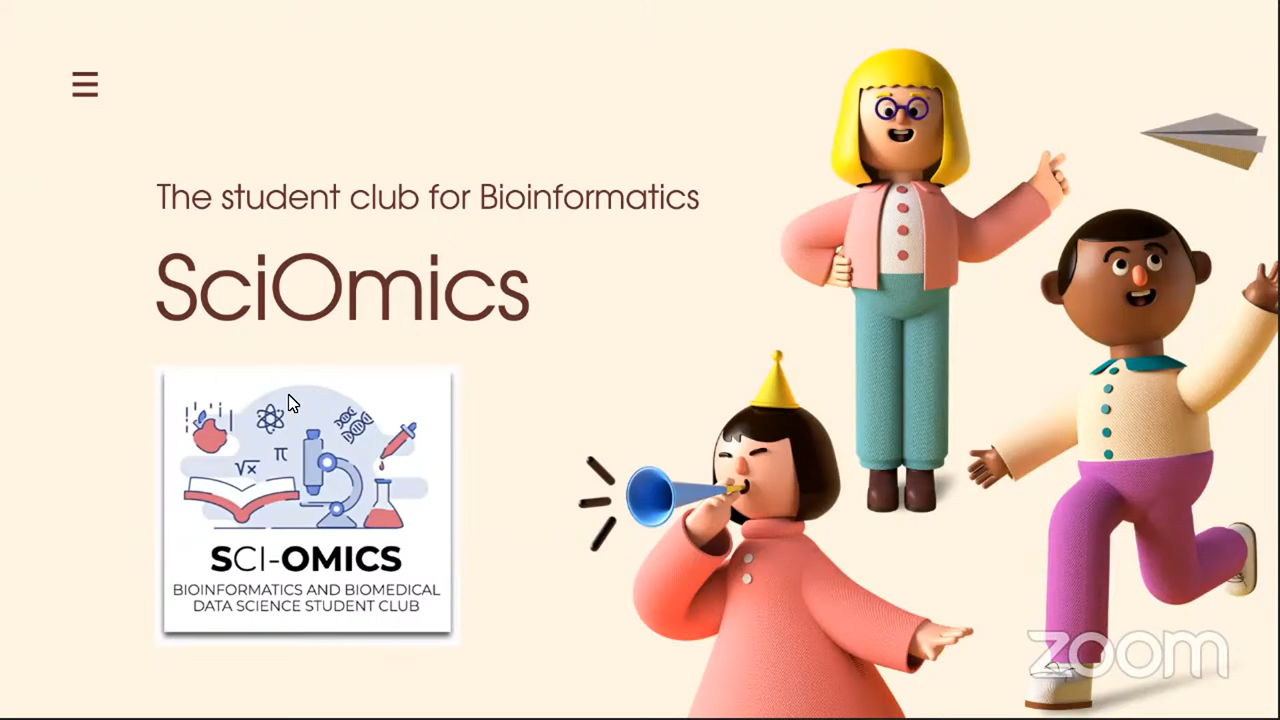 The student club for Bioinformatics
SciOmics
√x
π
SCI-OMICS
BIOINFORMATICS AND BIOMEDICAL
DATA SCIENCE STUDENT CLUB
zoom